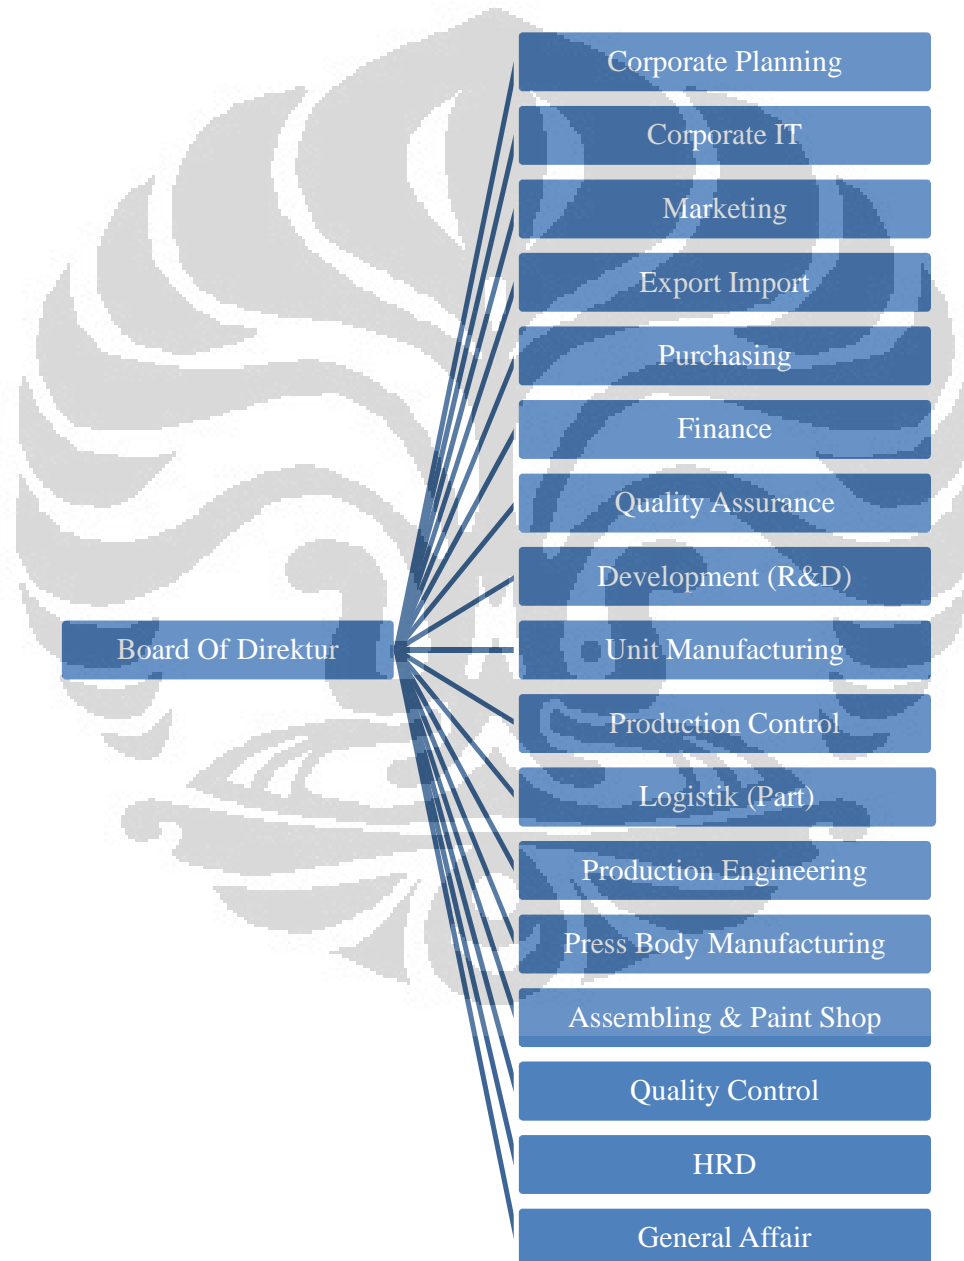 Corporate Planning
Corporate IT
Marketing
Export Import
Purchasing
Finance
Quality Assurance
Development (R&D)
Board Of Direktur
Unit Manufacturing
Production Control
Logistik (Part)
Production Engineering
Press Body Manufacturing
Assembling & Paint Shop
Quality Control
HRD
General Affair